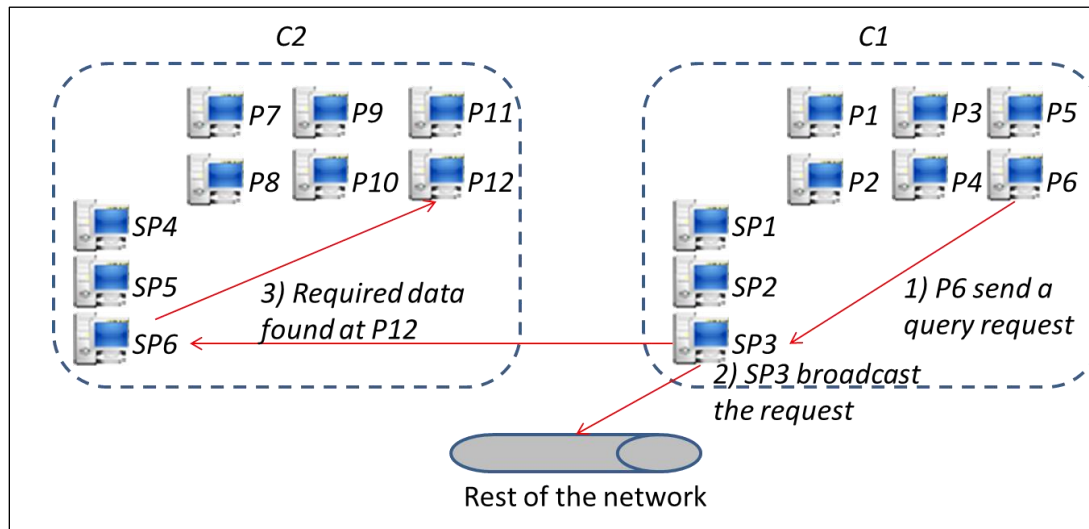 C2
C1
P7
P9
P11
P1
P3
P5
P8
P10
P12
P2
P4
P6
SP4
SP1
SP5
SP2
SP6
SP3
3) Required data
found at P12
1) P6 send a
query request
2) SP3 broadcast
the request
Rest of the network